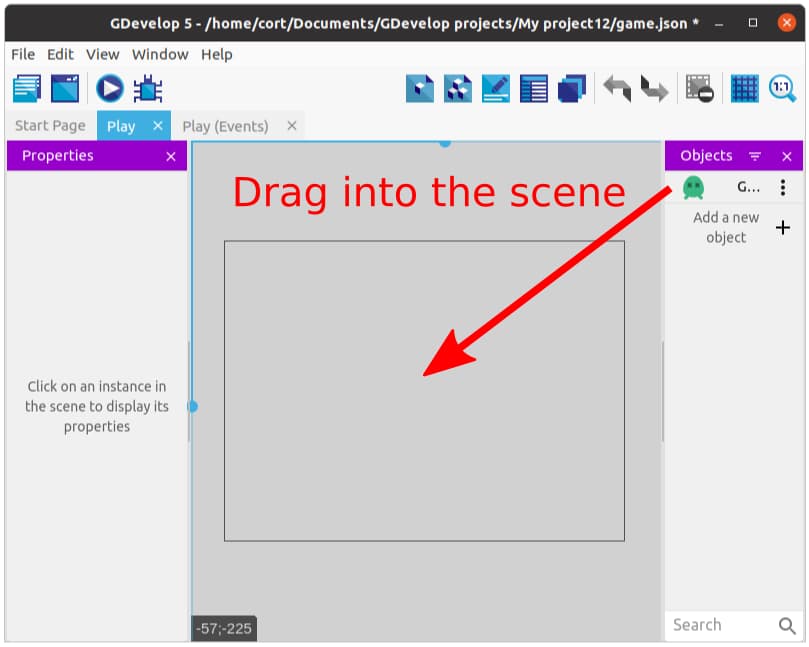 GDevelop 5 - /home/cort/Documents/GDevelop projects/My project12/game.json *
File Edit View Window Help
1:1
Start Page Play × Play (Events) ×
Properties ×
Objects ×
Drag into the scene
G...
Add a new
object
Click on an instance in
the scene to display its
properties
-57;-225
Search